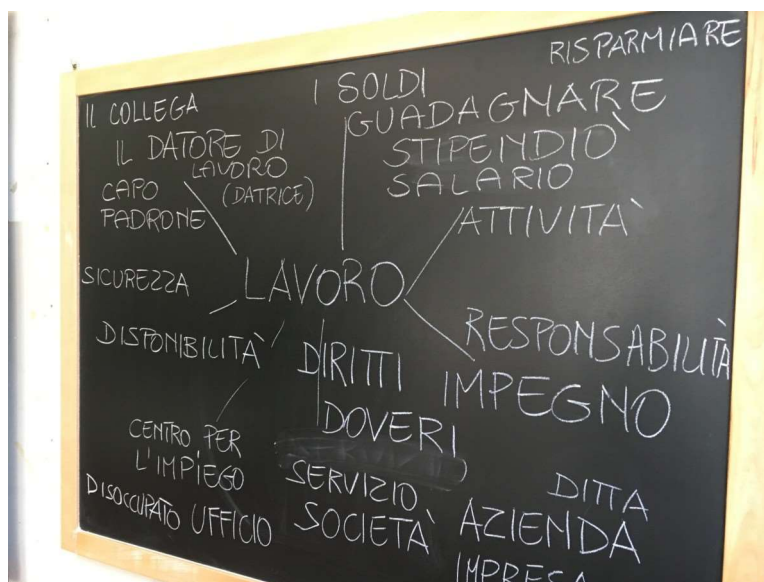 RISPARMIARE
I SOLDI
GUADAGNARE
STIPENDIO
SALARIO
IL COLLEGA
IL DATORE DI
LAVORO
(DATRICE)
CAPO
PADRONE
ATTIVITÀ
SICUREZZA
LAVORO
DISPONIBILITÀ
RESPONSABILITÀ
DIRITTI
IMPEGNO
DOVERI
CENTRO PER
L'IMPIEGO
DISOCCUPATO
UFFICIO
SERVIZIO
SOCIETÀ
DITTA
AZIENDA
IMPRESA